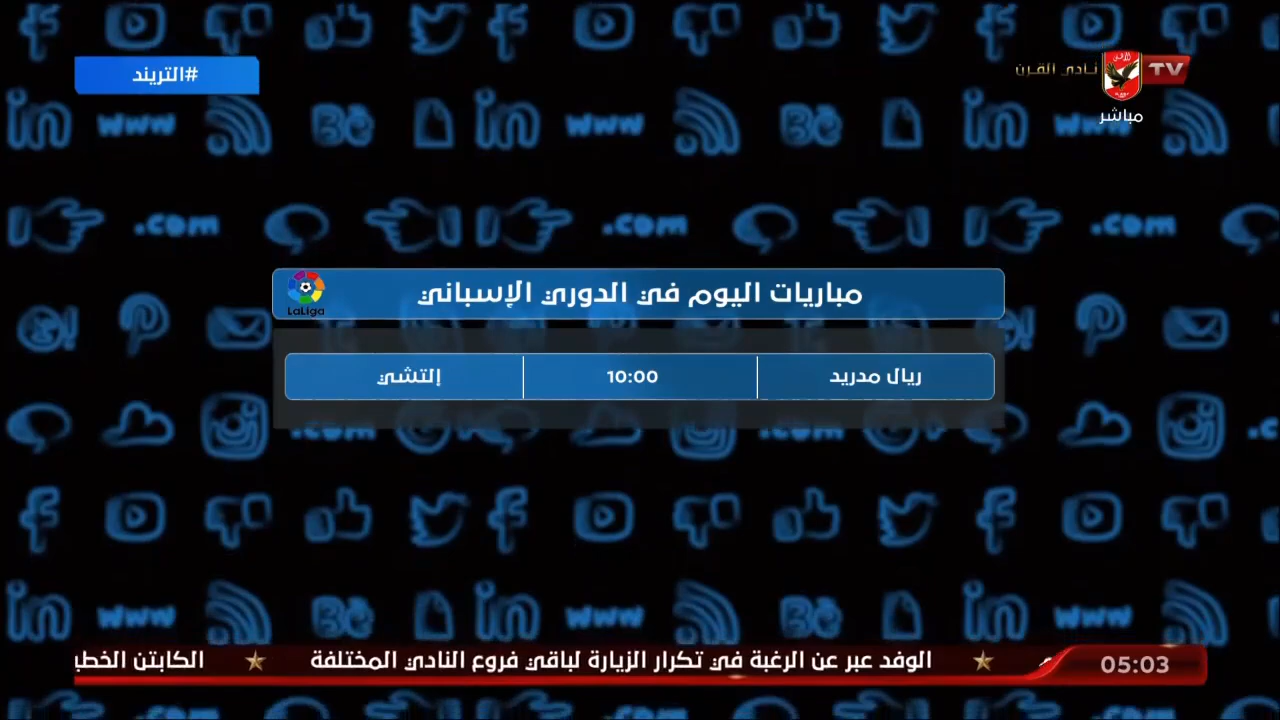 #التريند
نادي القرن
TV
مباشر
مباريات اليوم في الدوري الإسباني
LaLiga
ريال مدريد
10:00
إلتشي
05:03
الوفد عبر عن الرغبة في تكرار الزيارة لباقي فروع النادي المختلفة
الكابتن